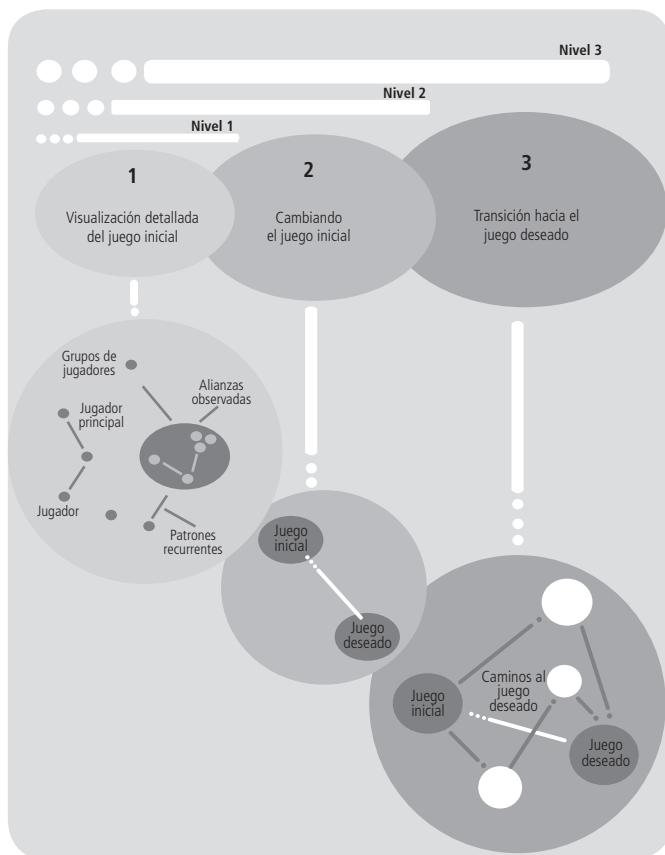 Nivel 3
Nivel 2
Nivel 1
1
Visualización detallada
del juego inicial
2
Cambiando
el juego inicial
3
Transición hacia el
juego deseado
Grupos de
jugadores
Alianzas
observadas
Jugador
principal
Jugador
Patrones
recurrentes
Juego
inicial
Juego
deseado
Caminos al
juego
deseado
Juego
inicial
Juego
deseado